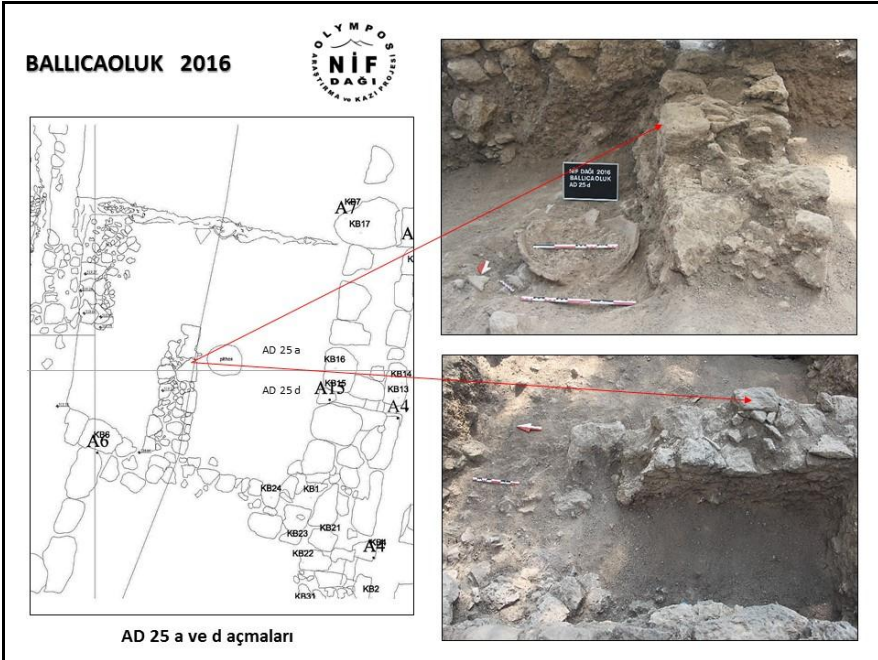 BALLICAOLUK 2016
OLYMPOS
NİF
DAĞI
ARAŞTIRMA ve KAZI PROJESİ
KB7
A7
KB17
A
K
AD 25 a
pithos
KB16
AD 25 d
KB15
A15
KB14
KB13
A4
KB6
A6
KB24
KB1
KB23
KB21
KB22
KB4
A4
KB31
KB2
NİF DAĞI 2016
BALLICAOLUK
AD 25 d
AD 25 a ve d açmaları